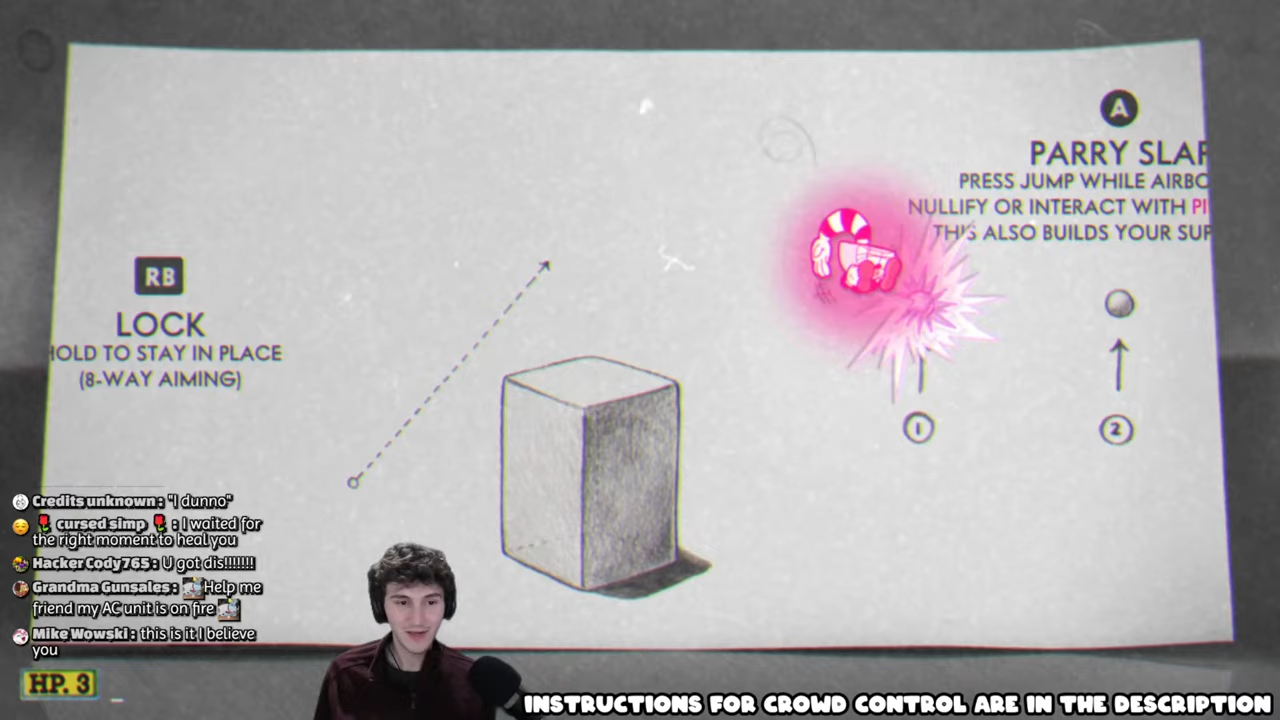 A
PARRY SLAP
PRESS JUMP WHILE AIRBO
NULLIFY OR INTERACT WITH PI
THIS ALSO BUILDS YOUR SUP
RB
LOCK
HOLD TO STAY IN PLACE
(8-WAY AIMING)
1
2
Credits unknown: "I dunno"
cursed simp : I waited for
the right moment to heal you
HackerCody765: U got dis!!!!!!!
Grandma Gunsales: Help me
friend my AC unit is on fire
Mike Wowski: this is it I believe
you
HP. 3
INSTRUCTIONS FOR CROWD CONTROL ARE IN THE DESCRIPTION